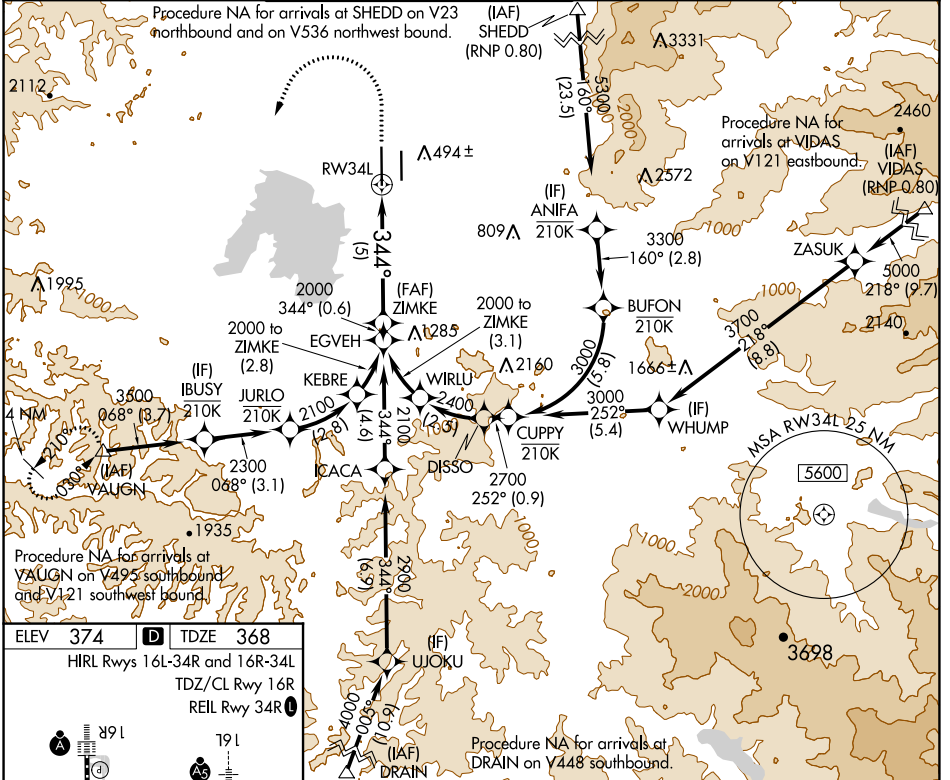 Procedure NA for arrivals at SHEDD on V23
northbound and on V536 northwest bound.
(IAF)
SHEDD
(RNP 0.80)
3331
2112
5300
160°
(23.5)
2000
2460
Procedure NA for
arrivals at VIDAS
on V121 eastbound.
(IAF)
VIDAS
(RNP 0.80)
494±
RW34L
2572
(IF)
ANIFA
210K
809
1000
3300
160° (2.8)
ZASUK
5000
218° (9.7)
344°
(5)
1995
1000
2000
344° (0.6)
(FAF)
ZIMKE
2000 to
ZIMKE
(3.1)
BUFON
210K
1000
3700
218°
(8.8)
2140
EGVEH
1285
2000 to
ZIMKE
(2.8)
2160
3000
(5.8)
1666±
(IF)
IBUSY
210K
JURLO
210K
KEBRE
WIRLU
3500
068° (3.7)
2100
(2.8)
2400
(2.5)
3000
252°
(5.4)
(IF)
WHUMP
4 NM
210°
030°
(IAF)
VAUGN
2300
068° (3.1)
2100
344°
(4.6)
ICACA
DISSO
CUPPY
210K
2700
252° (0.9)
MSA RW34L 25 NM
5600
1935
Procedure NA for arrivals at
VAUGN on V495 southbound
and V121 southwest bound.
2900
344°
(6.9)
1000
1000
2000
3698
ELEV 374 D TDZE 368
HIRL Rwys 16L-34R and 16R-34L
TDZ/CL Rwy 16R
REIL Rwy 34R L
(IF)
UJOKU
4000
005°
(6.01)
(IAF)
DRAIN
Procedure NA for arrivals at
DRAIN on V448 southbound.
A
16R
P
A5
16L